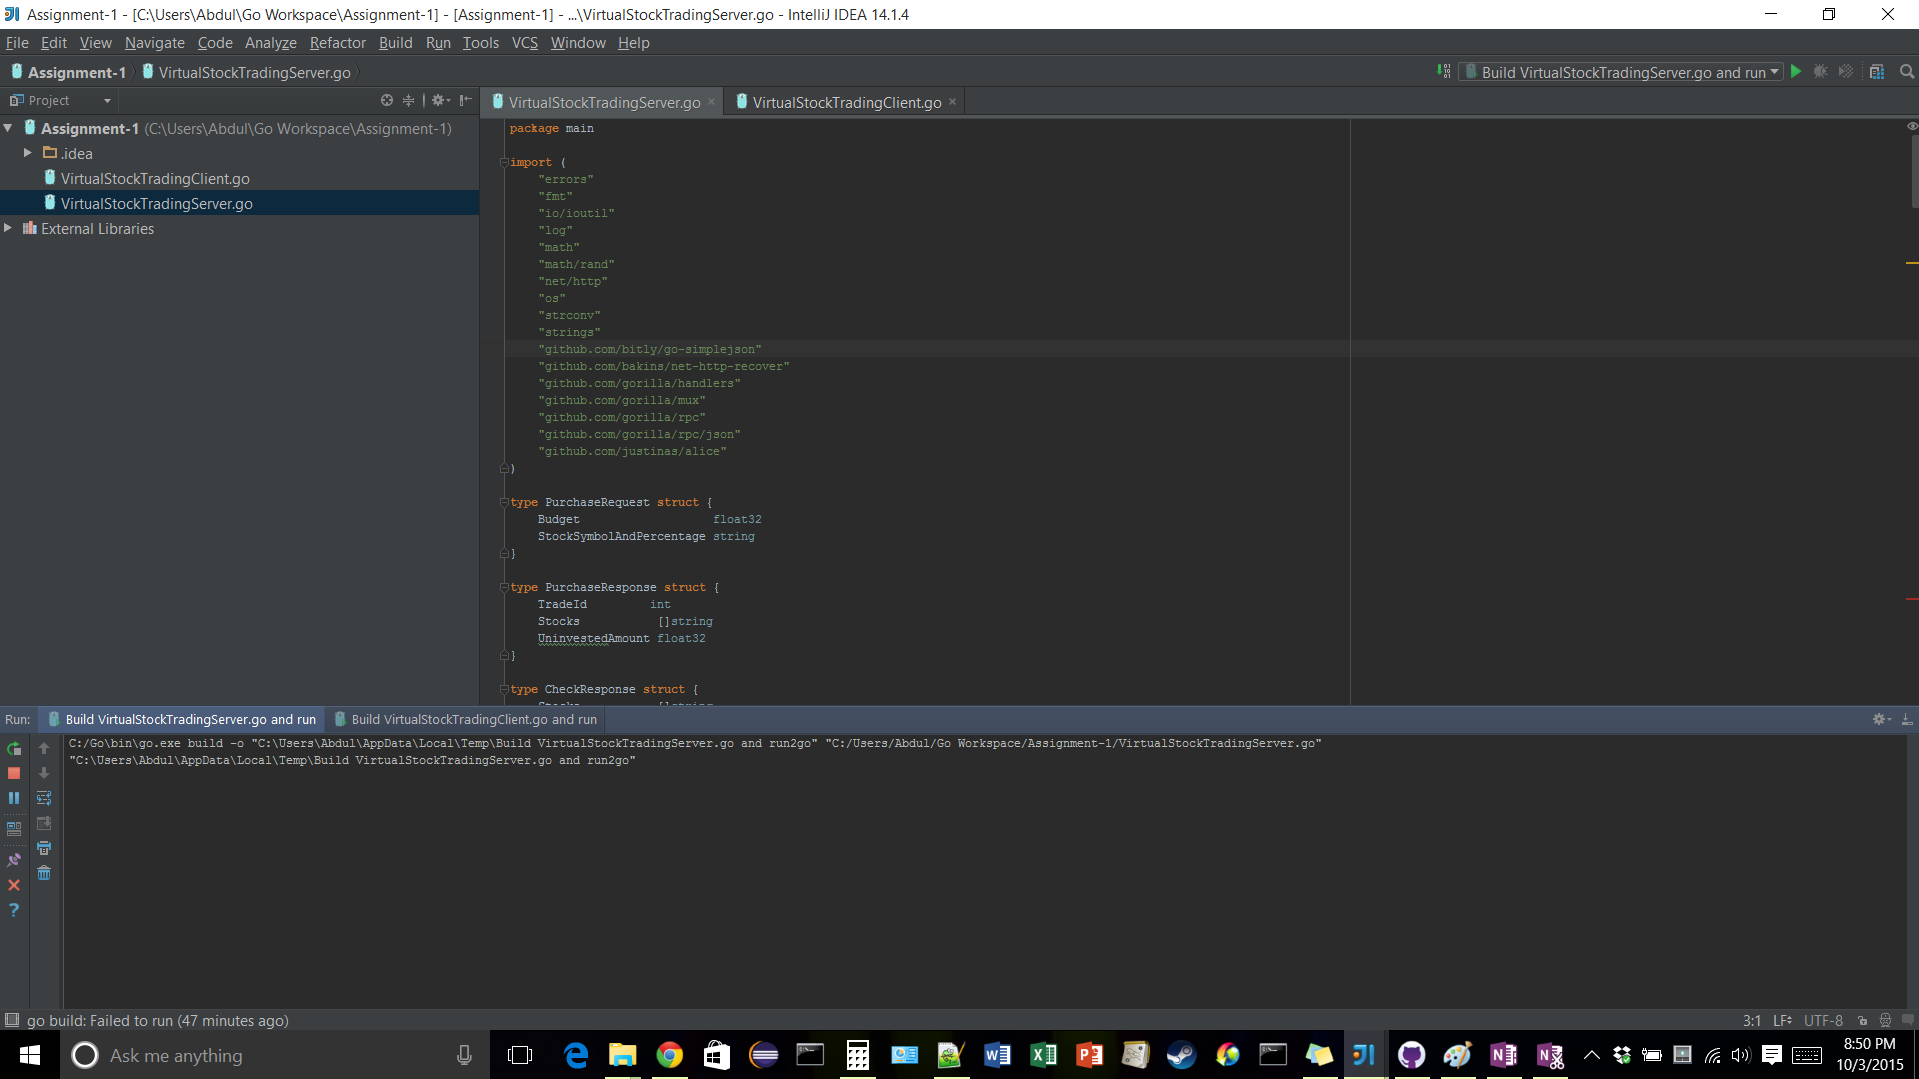 Assignment-1 - [C:\Users\Abdul\Go Workspace\Assignment-1] - [Assignment-1] - ...\VirtualStockTradingServer.go - IntelliJ IDEA 14.1.4
File Edit View Navigate Code Analyze Refactor Build Run Tools VCS Window Help
Assignment-1 VirtualStockTradingServer.go Build VirtualStockTradingServer.go and run
Project VirtualStockTradingServer.go VirtualStockTradingClient.go
Assignment-1 (C:\Users\Abdul\Go Workspace\Assignment-1)
.idea
VirtualStockTradingClient.go
VirtualStockTradingServer.go
External Libraries
package main
import (
"errors"
"fmt"
"io/ioutil"
"log"
"math"
"math/rand"
"net/http"
"os"
"strconv"
"strings"
"github.com/bitly/go-simplejson"
"github.com/bakins/net-http-recover"
"github.com/gorilla/handlers"
"github.com/gorilla/mux"
"github.com/gorilla/rpc"
"github.com/gorilla/rpc/json"
"github.com/justinas/alice"
)
type PurchaseRequest struct {
Budget float32
StockSymbolAndPercentage string
}
type PurchaseResponse struct {
TradeId int
Stocks []string
UninvestedAmount float32
}
type CheckResponse struct {
Run: Build VirtualStockTradingServer.go and run Build VirtualStockTradingClient.go and run
C:/Go\bin\go.exe build -o "C:\Users\Abdul\AppData\Local\Temp\Build VirtualStockTradingServer.go and run2go" "C:/Users/Abdul/Go Workspace/Assignment-1/VirtualStockTradingServer.go"
"C:\Users\Abdul\AppData\Local\Temp\Build VirtualStockTradingServer.go and run2go"
go build: Failed to run (47 minutes ago) 3:1 LF UTF-8
Ask me anything
8:50 PM
10/3/2015